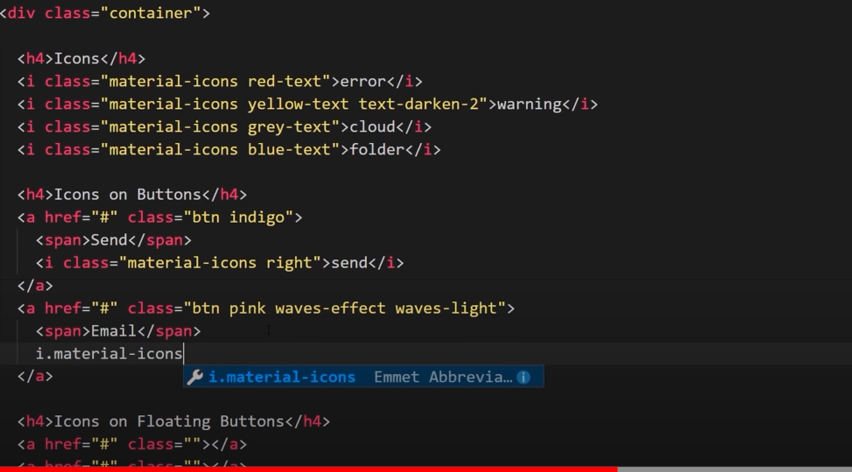 <div class="container">
<h4>Icons</h4>
<i class="material-icons red-text">error</i>
<i class="material-icons yellow-text text-darken-2">warning</i>
<i class="material-icons grey-text">cloud</i>
<i class="material-icons blue-text">folder</i>
<h4>Icons on Buttons</h4>
<a href="#" class="btn indigo">
<span>Send</span>
<i class="material-icons right">send</i>
</a>
<a href="#" class="btn pink waves-effect waves-light">
<span>Email</span>
i.material-icons
i.material-icons Emmet Abbrevia…
</a>
<h4>Icons on Floating Buttons</h4>
<a href="#" class=""></a>
<a href="#" class=""></a>